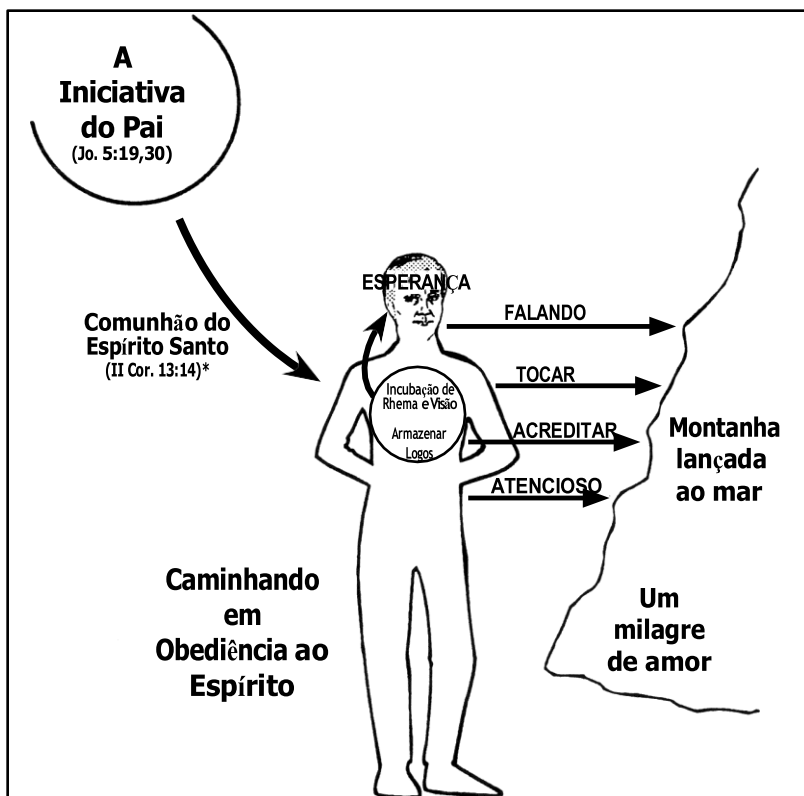 A
Iniciativa
do Pai
(Jo. 5:19,30)
Comunhão do
Espírito Santo
(II Cor. 13:14)*
ESPERANÇA
FALANDO
TOCAR
ACREDITAR
ATENCIOSO
Incubação de
Rhema e Visão
Armazenar
Logos
Montanha
lançada
ao mar
Caminhando
em
Obediência ao
Espírito
Um
milagre
de amor